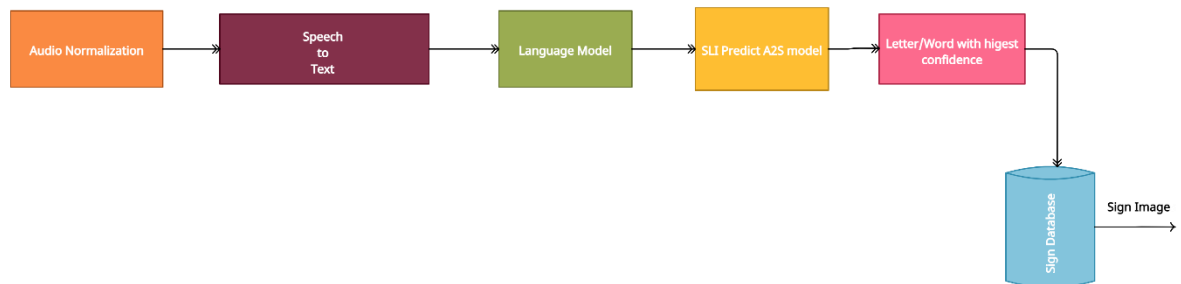 Audio Normalization
Speech
to
Text
Language Model
SLI Predict A2S model
Letter/Word with higest
confidence
Sign Database
Sign Image